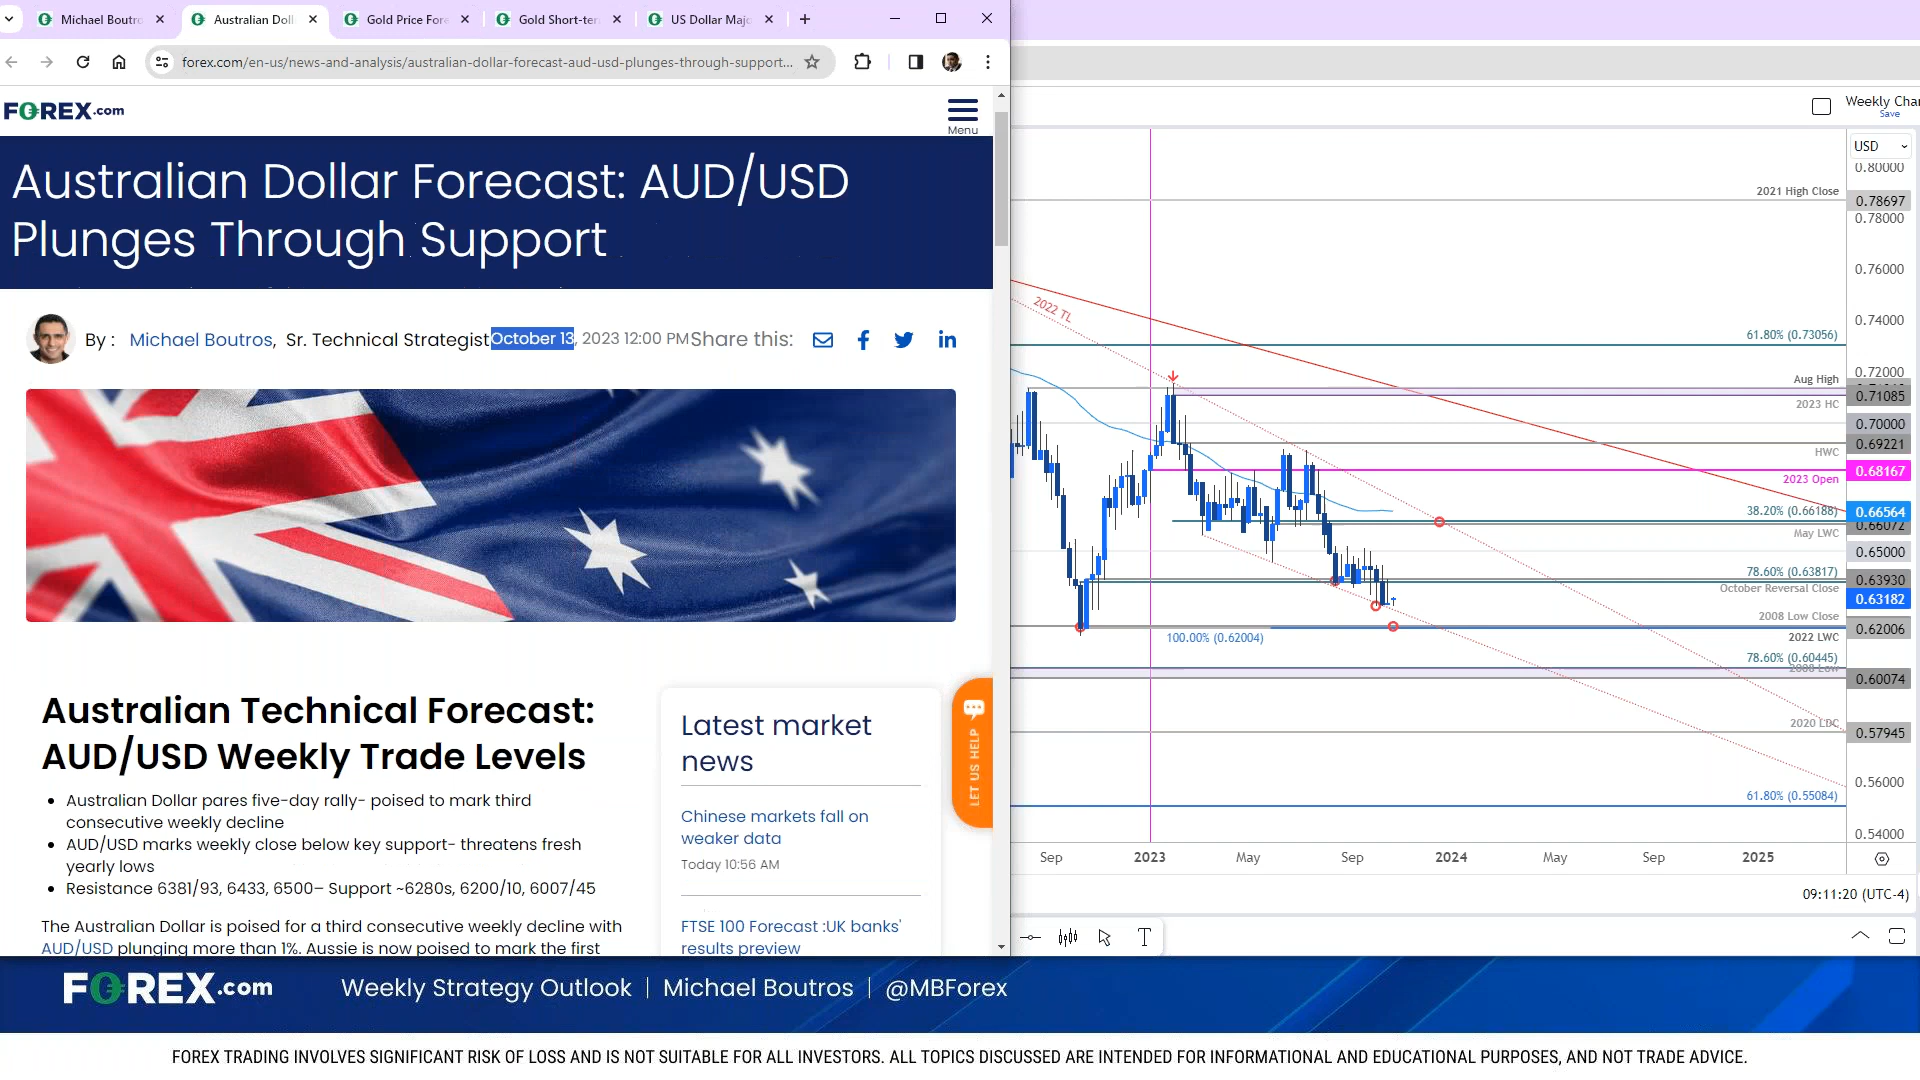 Michael Boutro
Australian Doll
Gold Price Fore
Gold Short-ter
US Dollar Majo
forex.com/en-us/news-and-analysis/australian-dollar-forecast-aud-usd-plunges-through-support...
FOREX.com
Menu
Australian Dollar Forecast: AUD/USD
Plunges Through Support
By : Michael Boutros, Sr. Technical Strategist October 13, 2023 12:00 PM Share this:
Australian Technical Forecast:
AUD/USD Weekly Trade Levels
Australian Dollar pares five-day rally- poised to mark third
consecutive weekly decline
AUD/USD marks weekly close below key support- threatens fresh
yearly lows
Resistance 6381/93, 6433, 6500– Support ~6280s, 6200/10, 6007/45
The Australian Dollar is poised for a third consecutive weekly decline with
AUD/USD plunging more than 1%. Aussie is now poised to mark the first
Latest market
news
Chinese markets fall on
weaker data
Today 10:56 AM
FTSE 100 Forecast :UK banks'
results preview
LET US HELP
Weekly Char
Save
USD
0.80000
2021 High Close
0.78697
0.78000
0.76000
2022 TL
0.74000
61.80% (0.73056)
0.72000
Aug High
0.71085
2023 HC
0.70000
0.69221
HWC
0.68167
2023 Open
38.20% (0.66188)
0.66564
0.66072
May LWC
0.65000
78.60% (0.63817)
0.63930
October Reversal Close
0.63182
2008 Low Close
0.62006
100.00% (0.62004)
2022 LWC
78.60% (0.60445)
2008 Low
0.60074
2020 LDC
0.57945
0.56000
61.80% (0.55084)
0.54000
Sep 2023 May Sep 2024 May Sep 2025
09:11:20 (UTC-4)
FOREX.com Weekly Strategy Outlook | Michael Boutros | @MBForex
FOREX TRADING INVOLVES SIGNIFICANT RISK OF LOSS AND IS NOT SUITABLE FOR ALL INVESTORS. ALL TOPICS DISCUSSED ARE INTENDED FOR INFORMATIONAL AND EDUCATIONAL PURPOSES, AND NOT TRADE ADVICE.